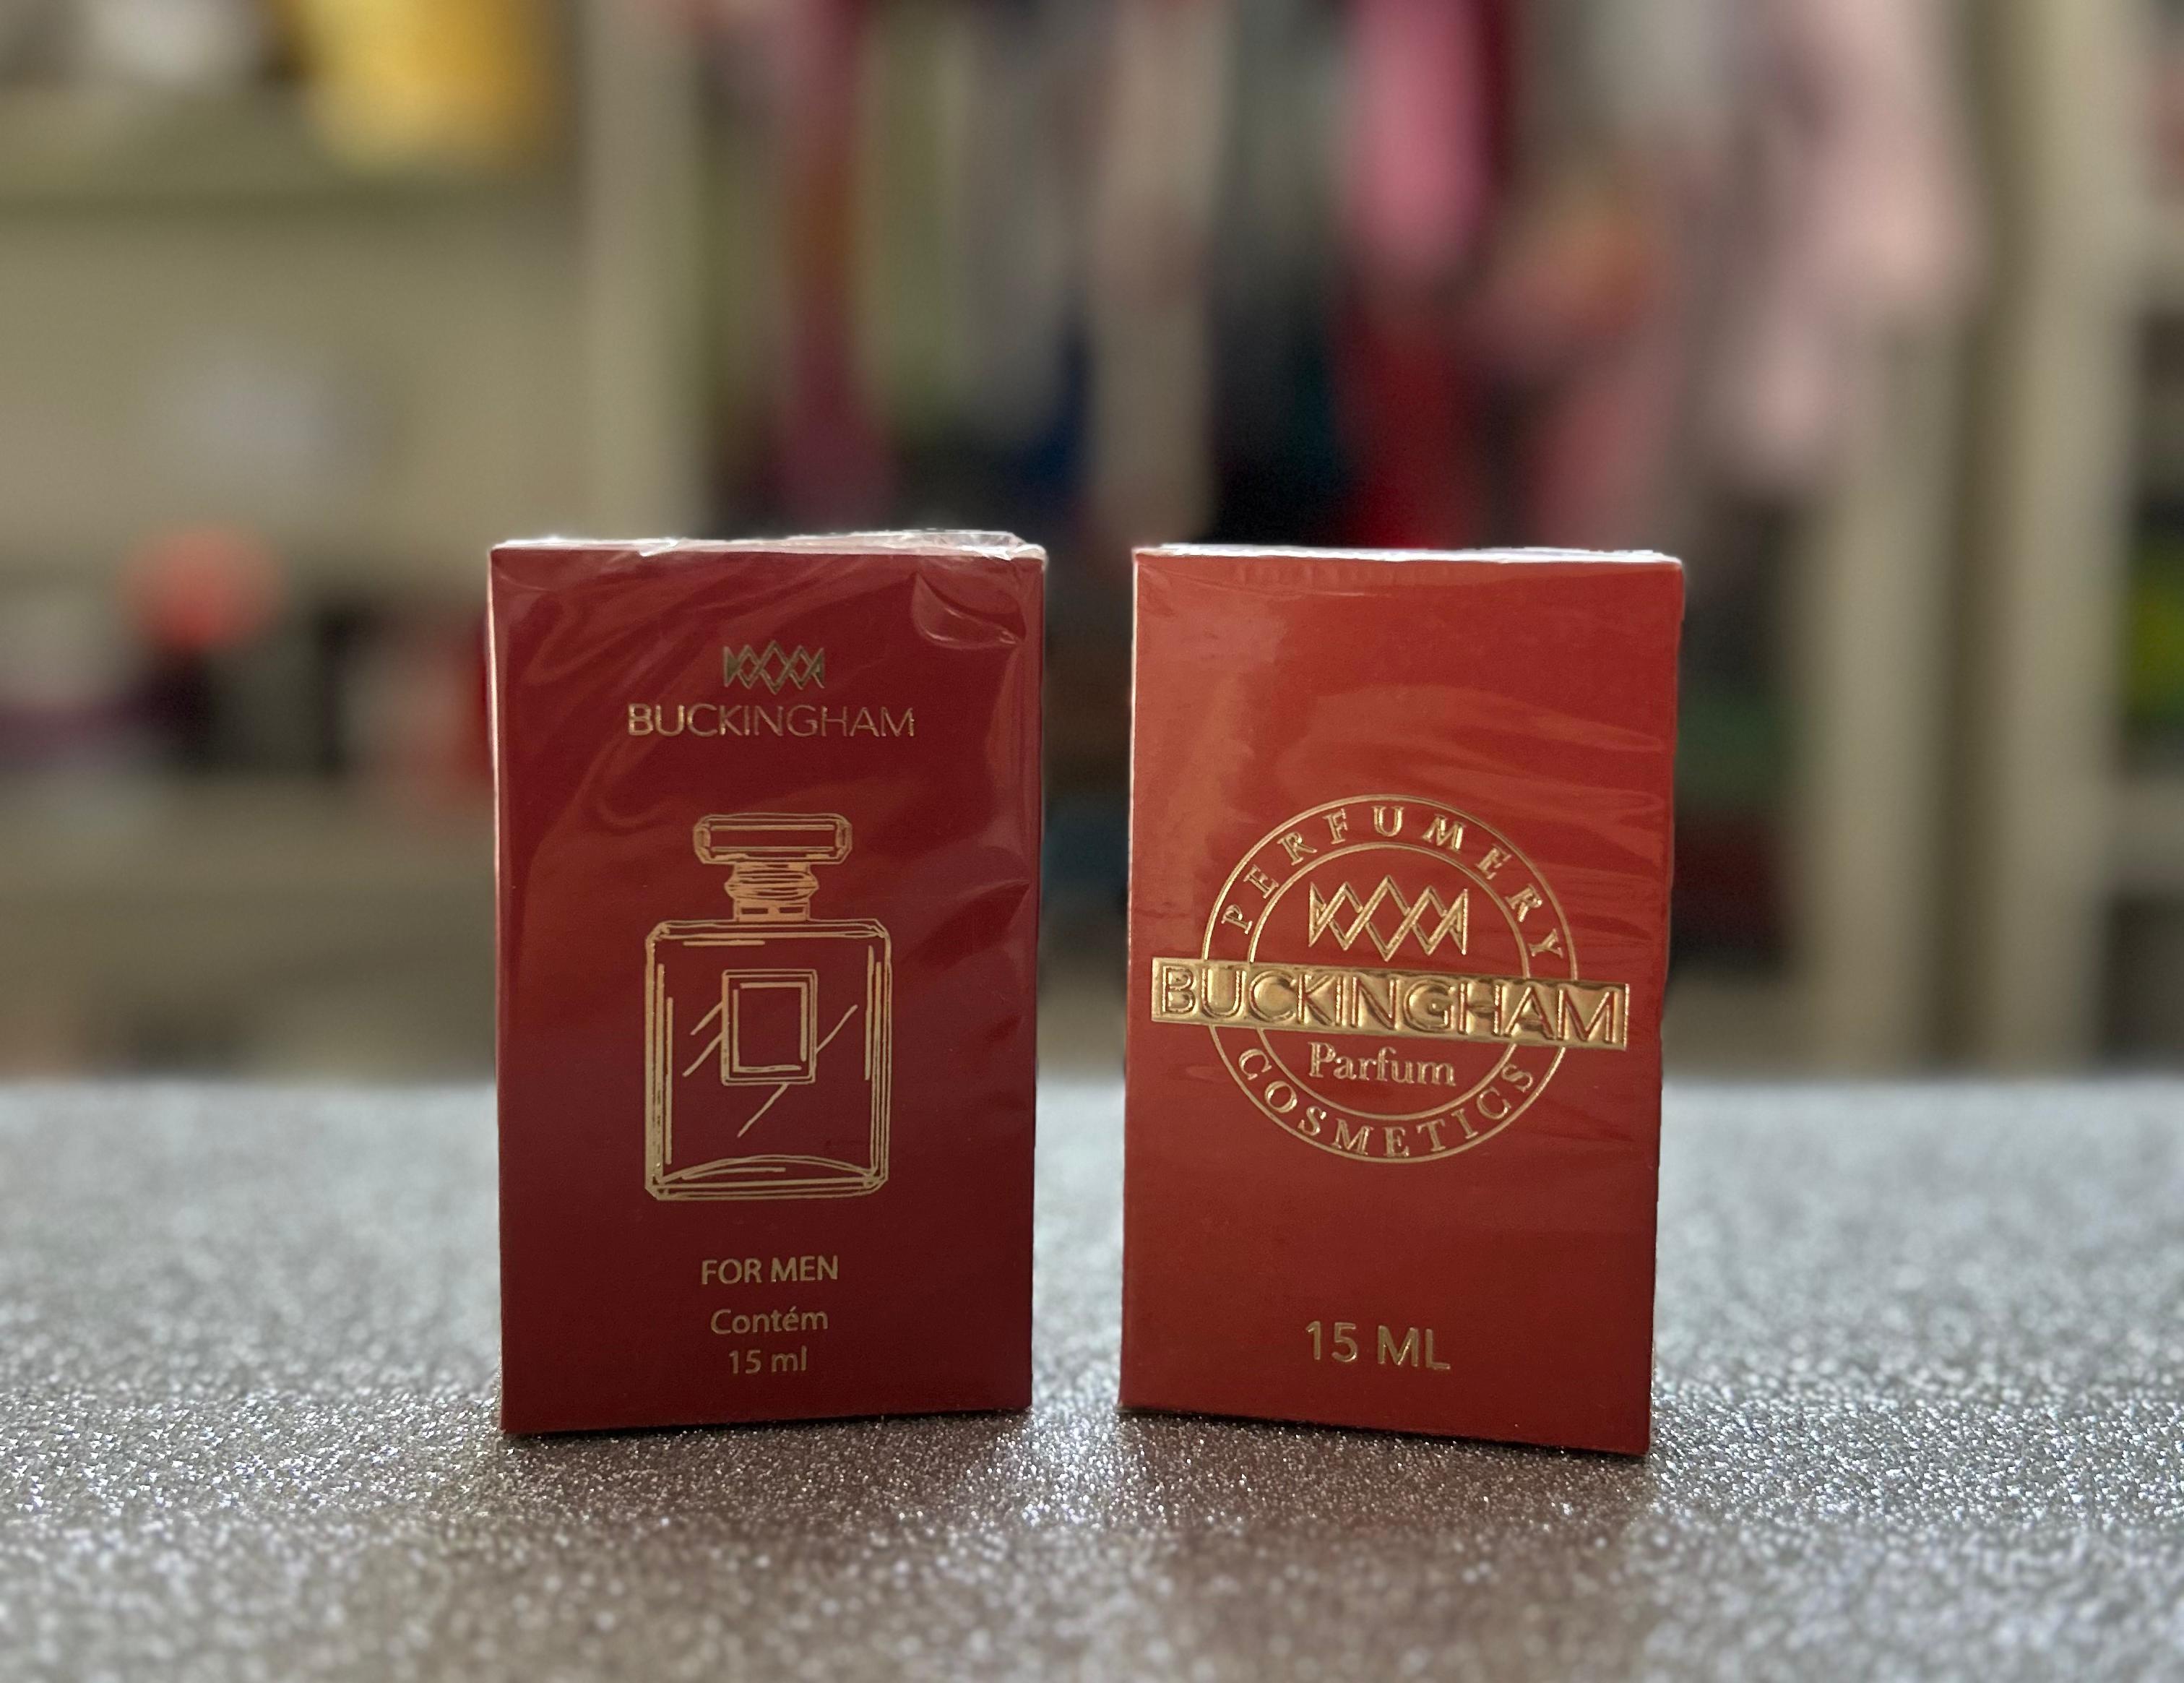 BUCKINGHAM
FOR MEN
Contém
15 ml
PERFUMERY
BUCKINGHAM
Parfum
COSMETICS
15 ML